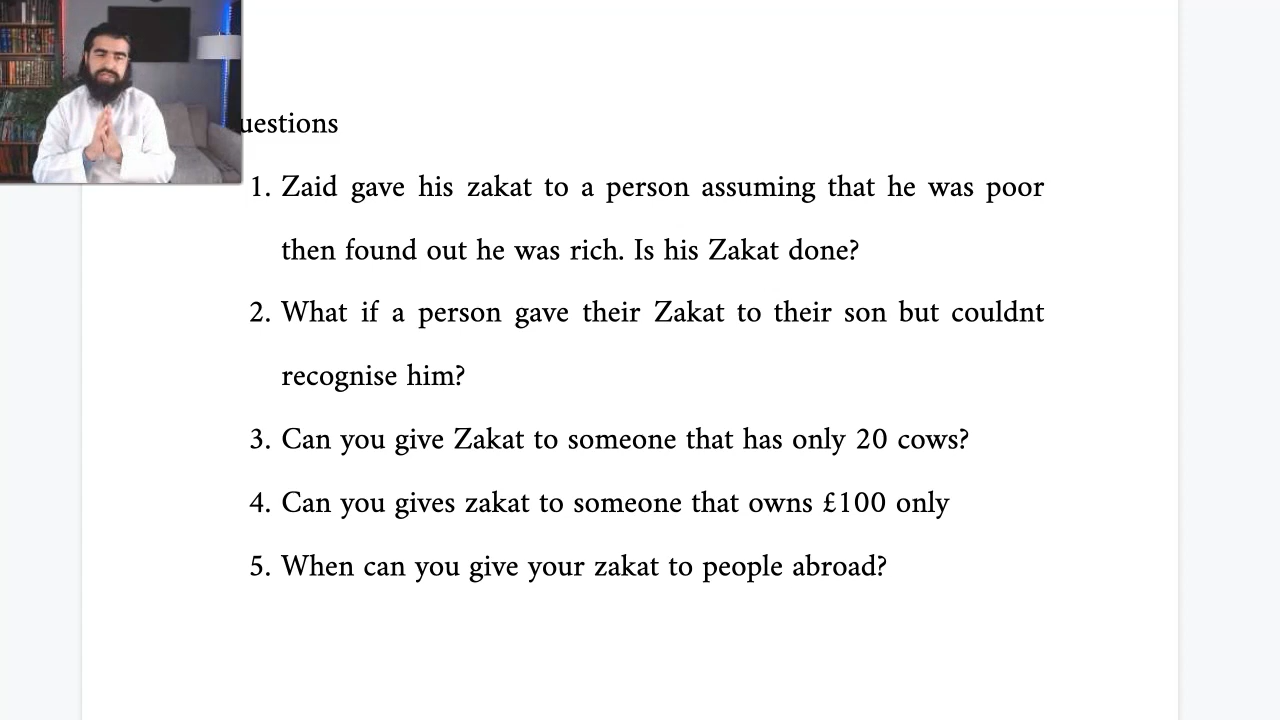 uestions
1. Zaid gave his zakat to a person assuming that he was poor
then found out he was rich. Is his Zakat done?
2. What if a person gave their Zakat to their son but couldnt
recognise him?
3. Can you give Zakat to someone that has only 20 cows?
4. Can you gives zakat to someone that owns £100 only
5. When can you give your zakat to people abroad?